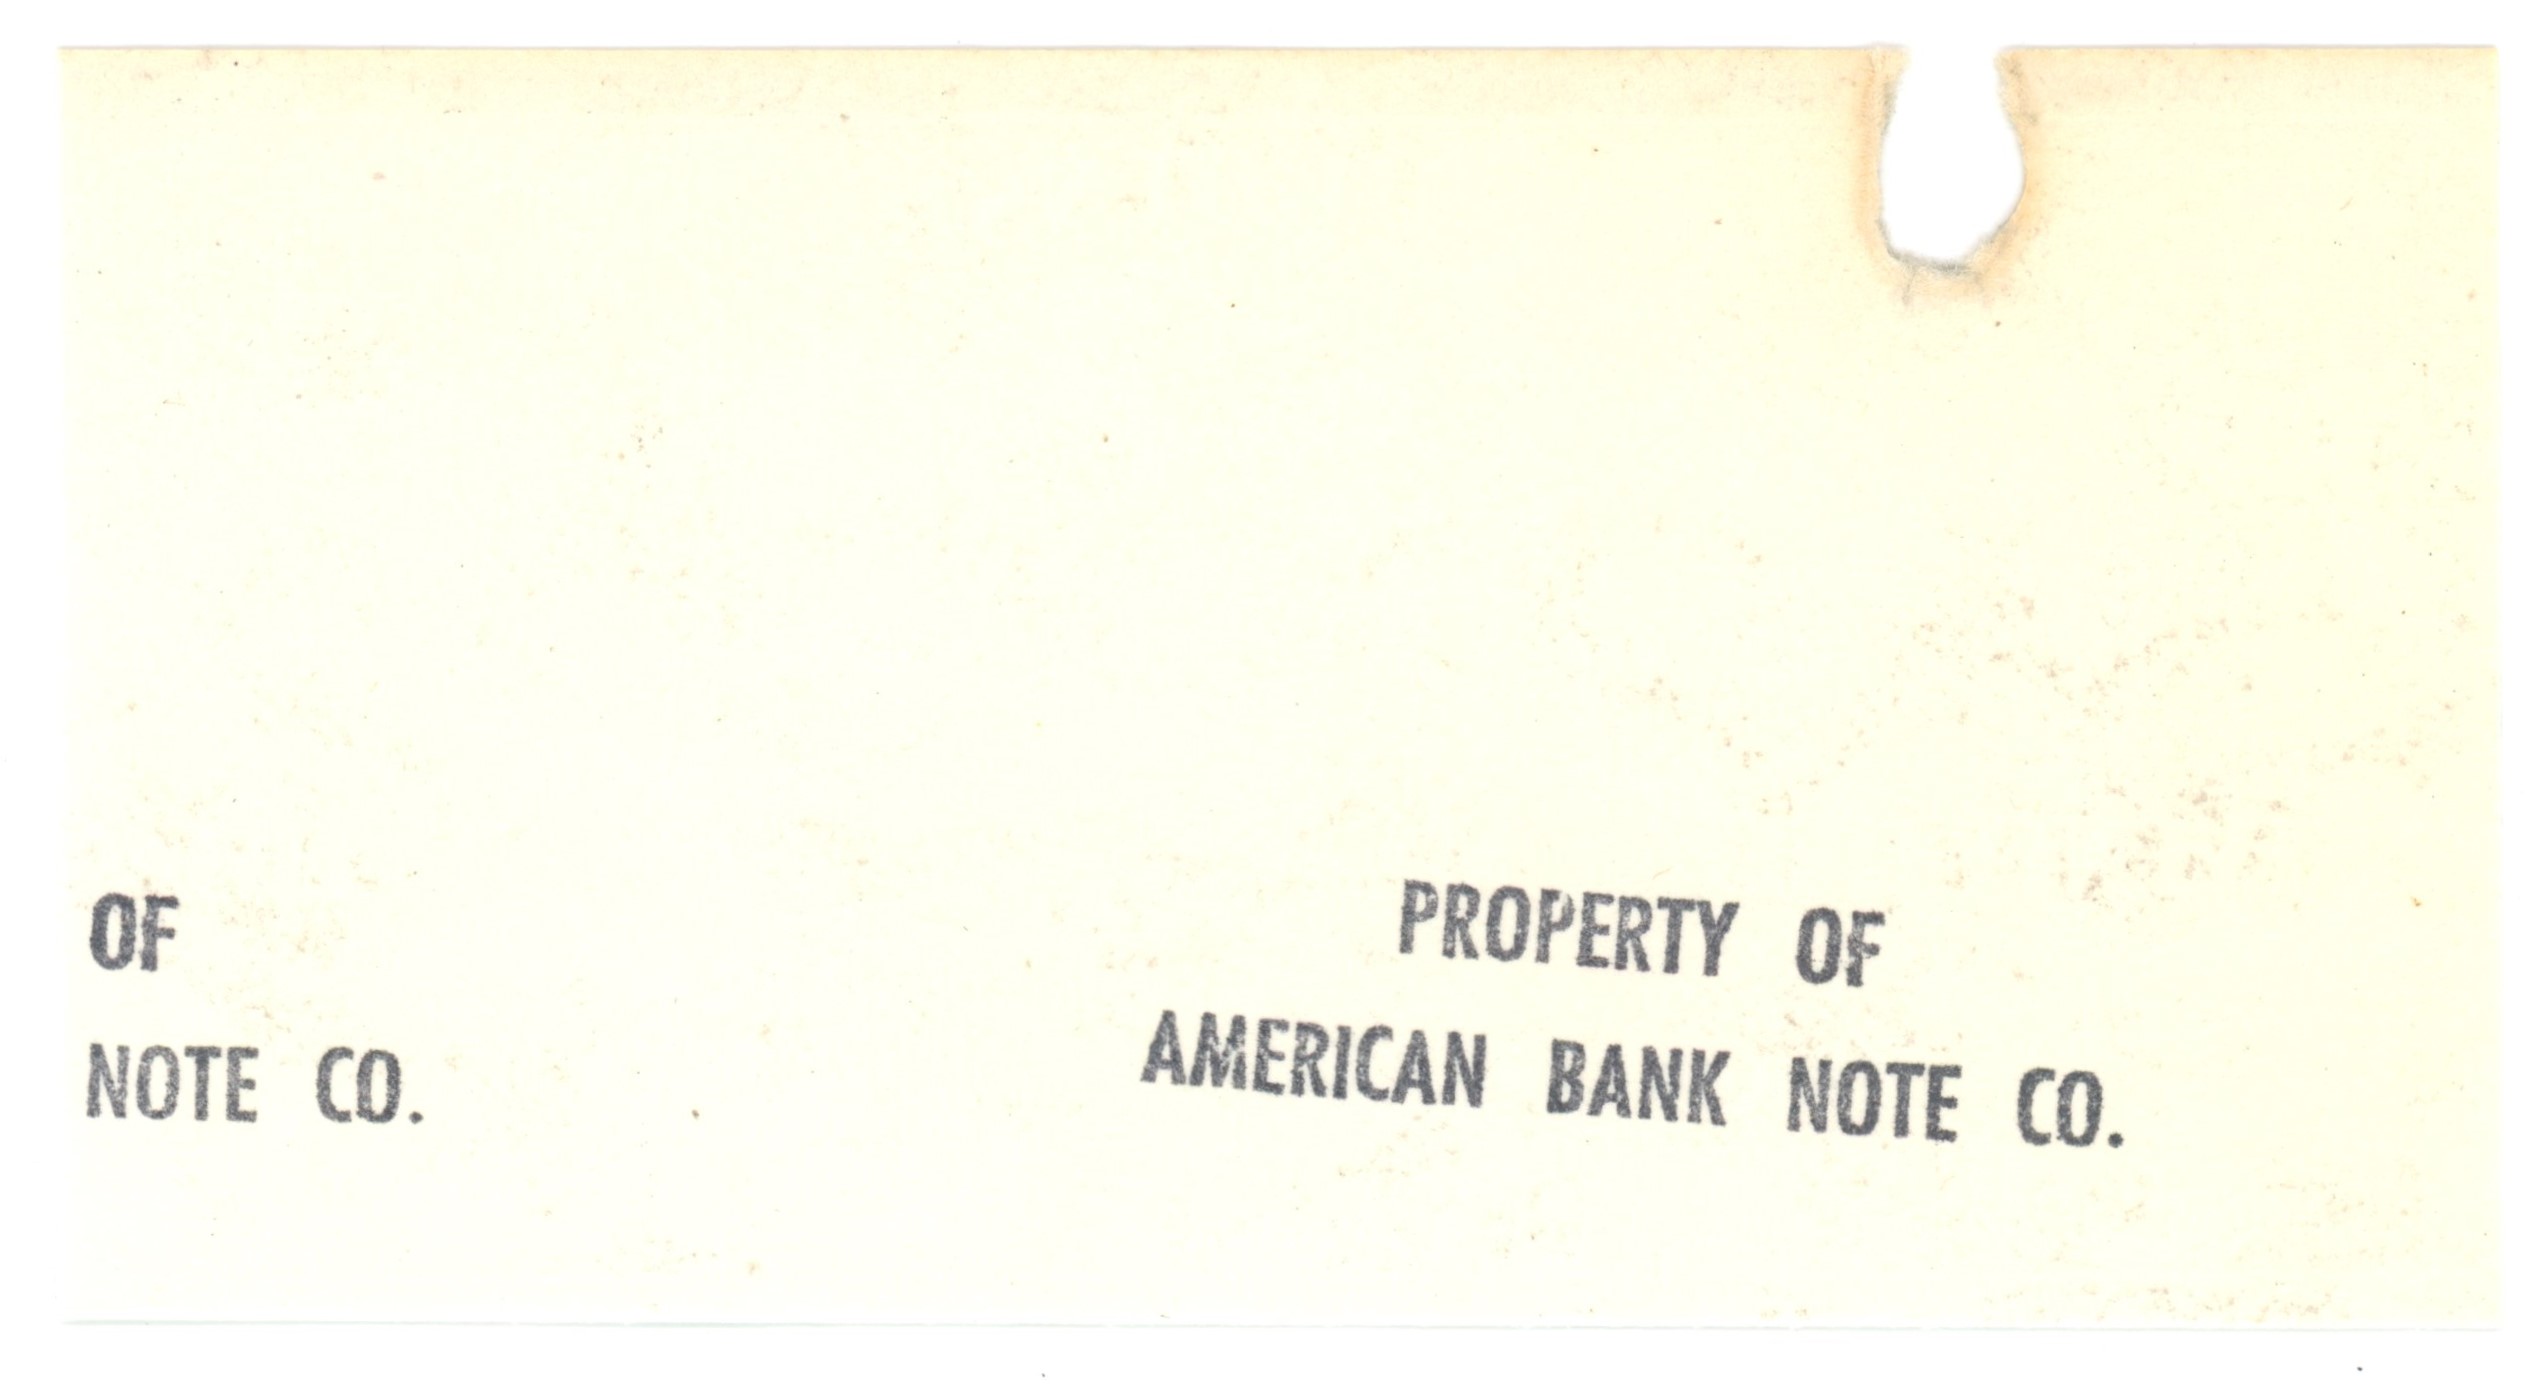 OF
NOTE CO.
PROPERTY OF
AMERICAN BANK NOTE CO.